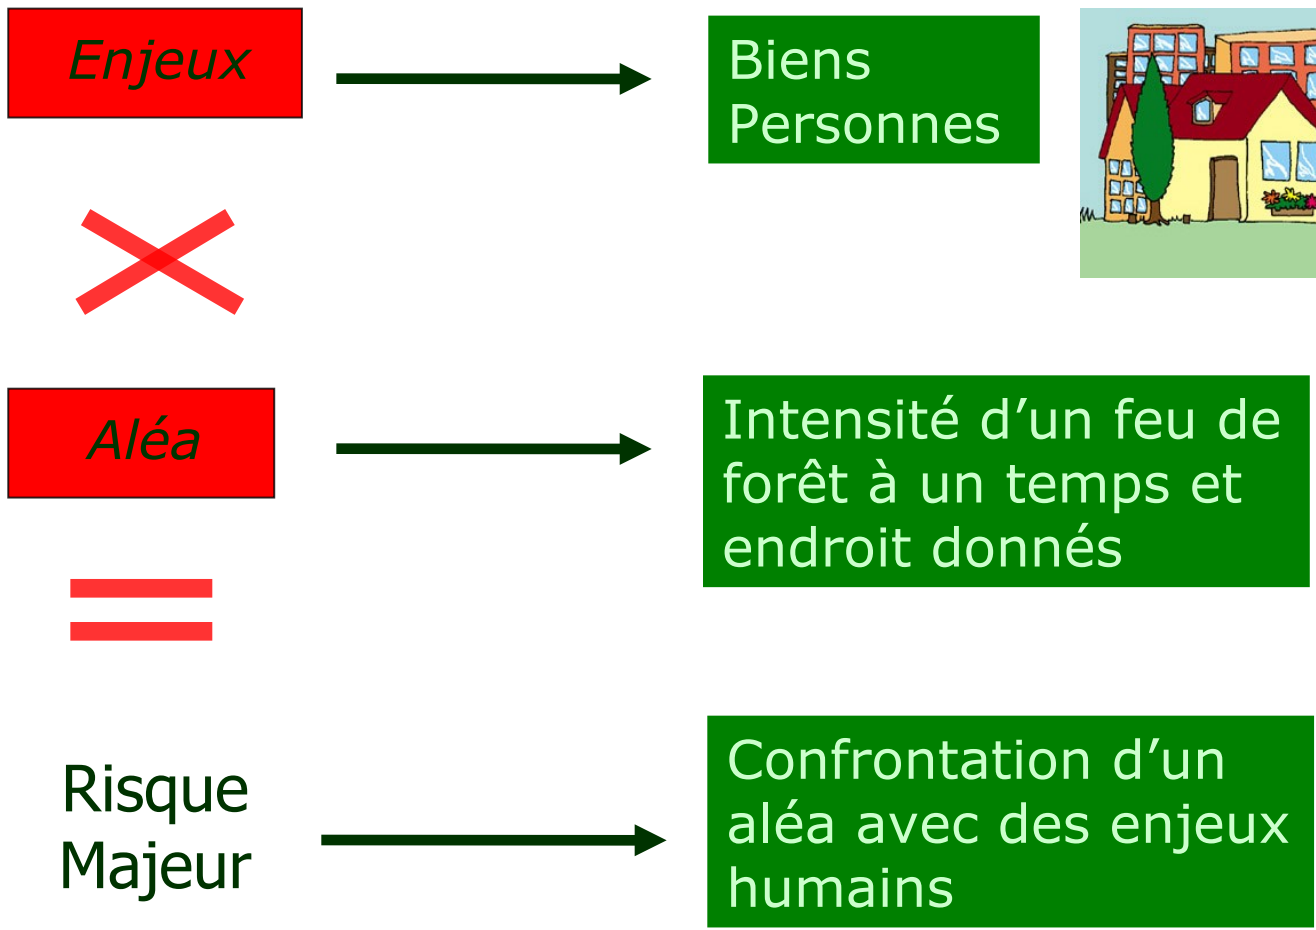 Enjeux
Biens
Personnes
Aléa
Intensité d’un feu de
forêt à un temps et
endroit donnés
Risque
Majeur
Confrontation d’un
aléa avec des enjeux
humains